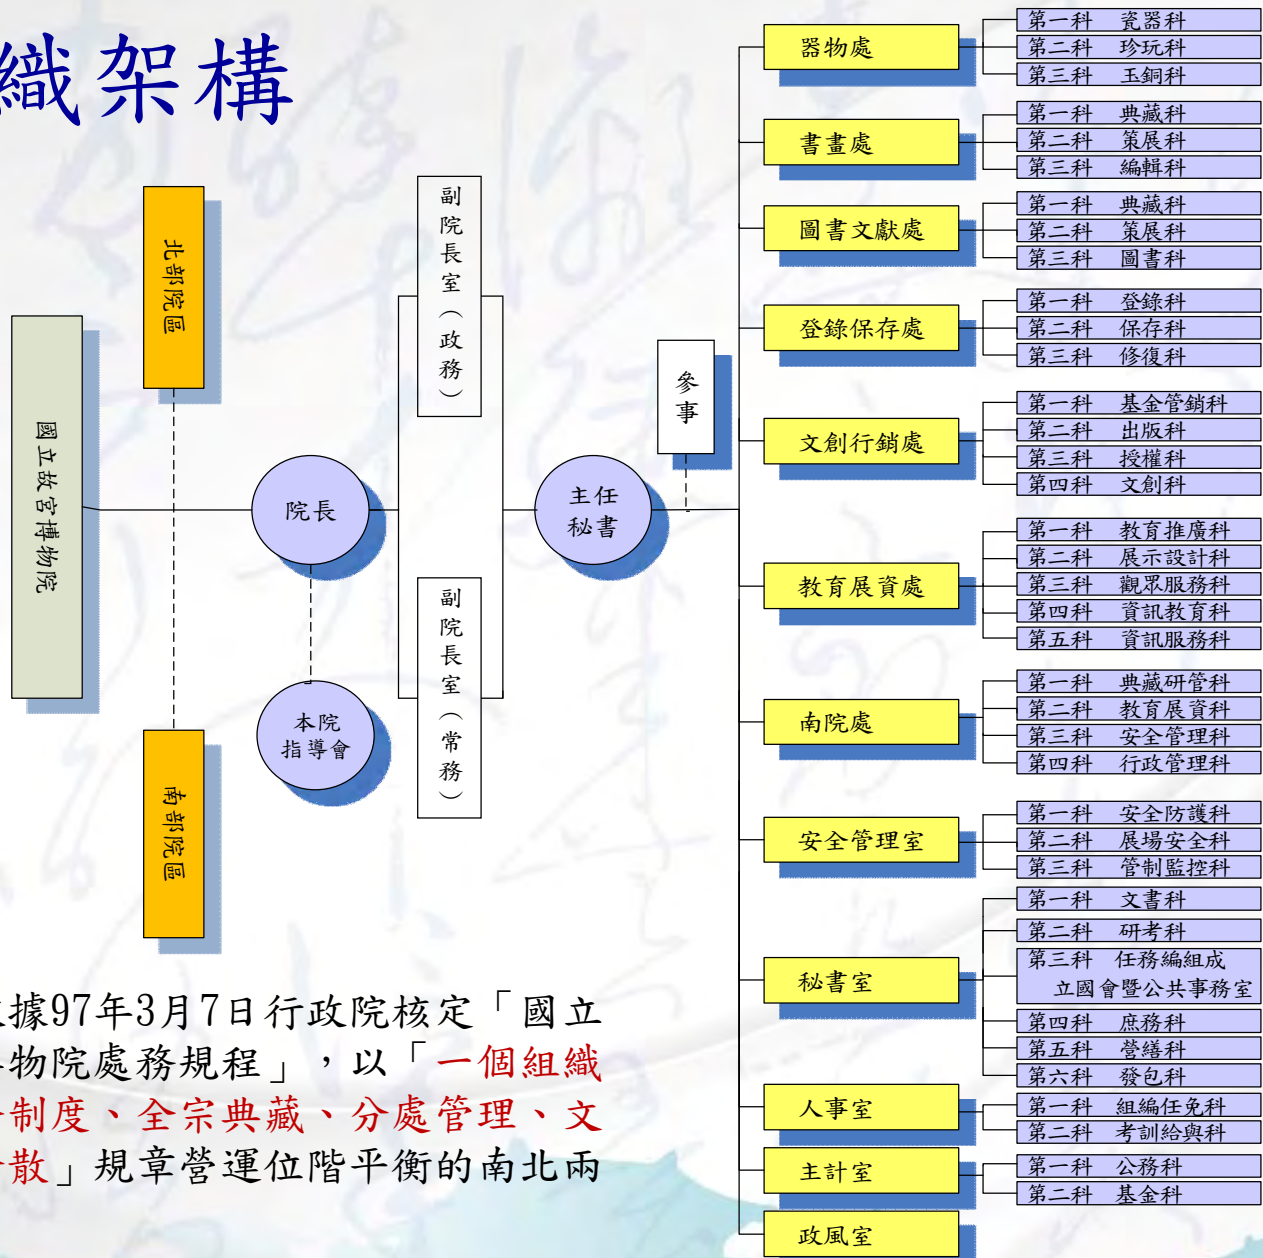 織架構
國立故宮博物院
北部院區
南部院區
院長
本院
指導會
副院長室（政務）
副院長室（常務）
主任
秘書
參事
器物處
第一科 瓷器科
第二科 珍玩科
第三科 玉銅科
書畫處
第一科 典藏科
第二科 策展科
第三科 編輯科
圖書文獻處
第一科 典藏科
第二科 策展科
第三科 圖書科
登錄保存處
第一科 登錄科
第二科 保存科
第三科 修復科
文創行銷處
第一科 基金管銷科
第二科 出版科
第三科 授權科
第四科 文創科
教育展資處
第一科 教育推廣科
第二科 展示設計科
第三科 觀眾服務科
第四科 資訊教育科
第五科 資訊服務科
南院處
第一科 典藏研管科
第二科 教育展資科
第三科 安全管理科
第四科 行政管理科
安全管理室
第一科 安全防護科
第二科 展場安全科
第三科 管制監控科
秘書室
第一科 文書科
第二科 研考科
第三科 任務編組成
立國會暨公共事務室
第四科 庶務科
第五科 營繕科
第六科 發包科
人事室
第一科 組編任免科
第二科 考訓給與科
主計室
第一科 公務科
第二科 基金科
政風室
據97年3月7日行政院核定「國立
物院處務規程」，以「一個組織
制度、全宗典藏、分處管理、文
散」規章營運位階平衡的南北兩